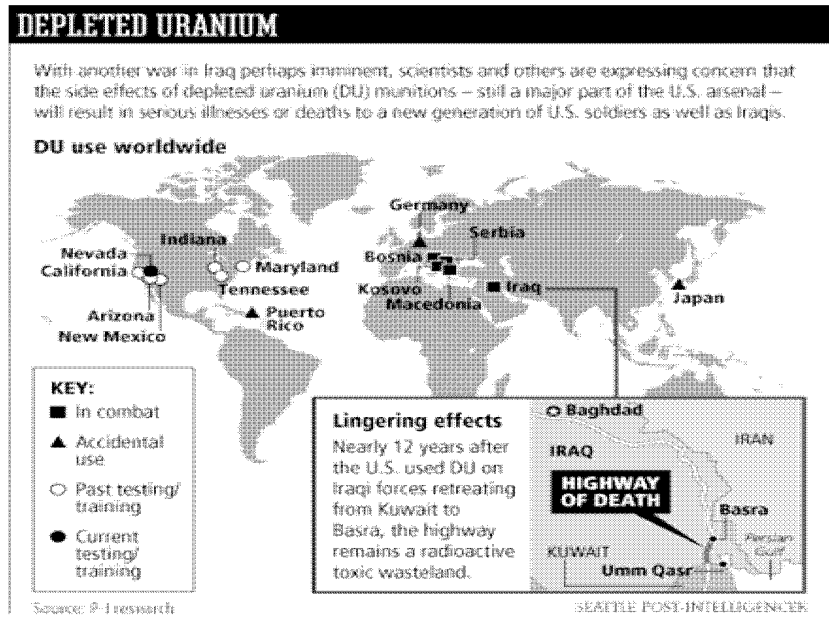 DEPLETED URANIUM
With another war in Iraq perhaps imminent, scientists and others are expressing concern that
the side effects of depleted uranium (DU) munitions – still a major part of the U.S. arsenal –
will result in serious illnesses or deaths to a new generation of U.S. soldiers as well as Iraqis.
DU use worldwide
Germany
Serbia
Indiana
Nevada
Bosnia
California
Maryland
Tennessee
Kosovo
Iraq
Macedonia
Japan
Arizona
Puerto
Rico
New Mexico
KEY:
In combat
Accidental
use
Past testing/
training
Current
testing/
training
Lingering effects
Nearly 12 years after
the U.S. used DU on
Iraqi forces retreating
from Kuwait to
Basra, the highway
remains a radioactive
toxic wasteland.
Baghdad
IRAN
IRAQ
HIGHWAY
OF DEATH
Basra
Persian
Gulf
KUWAIT
Umm Qasr
Source: P-I research
SEATTLE POST-INTELLIGENCER